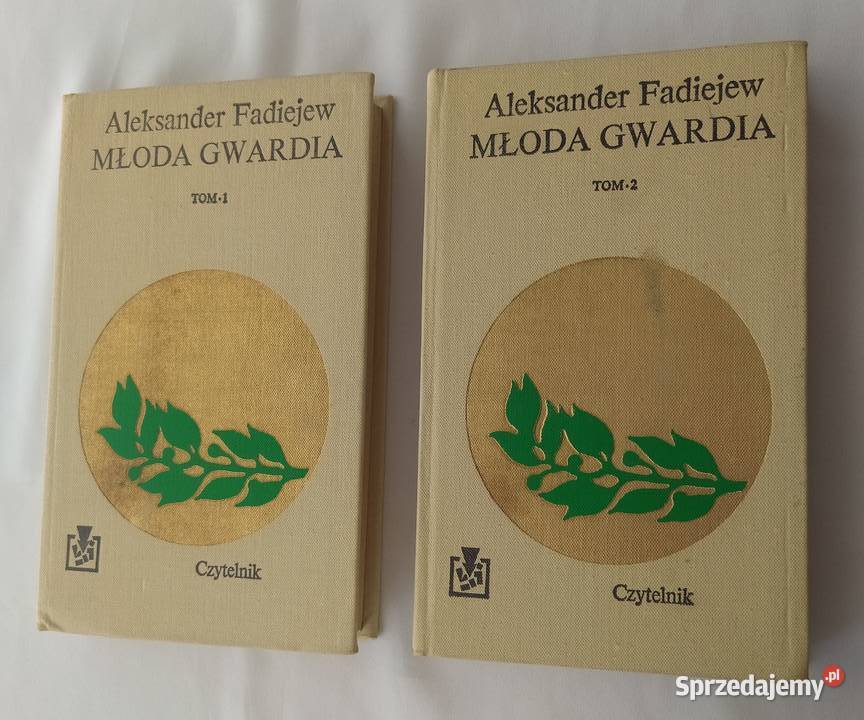 Aleksander Fadiejew
MŁODA GWARDIA
TOM·1
Czytelnik
Aleksander Fadiejew
MŁODA GWARDIA
TOM·2
Czytelnik
Sprzedajemy.pl